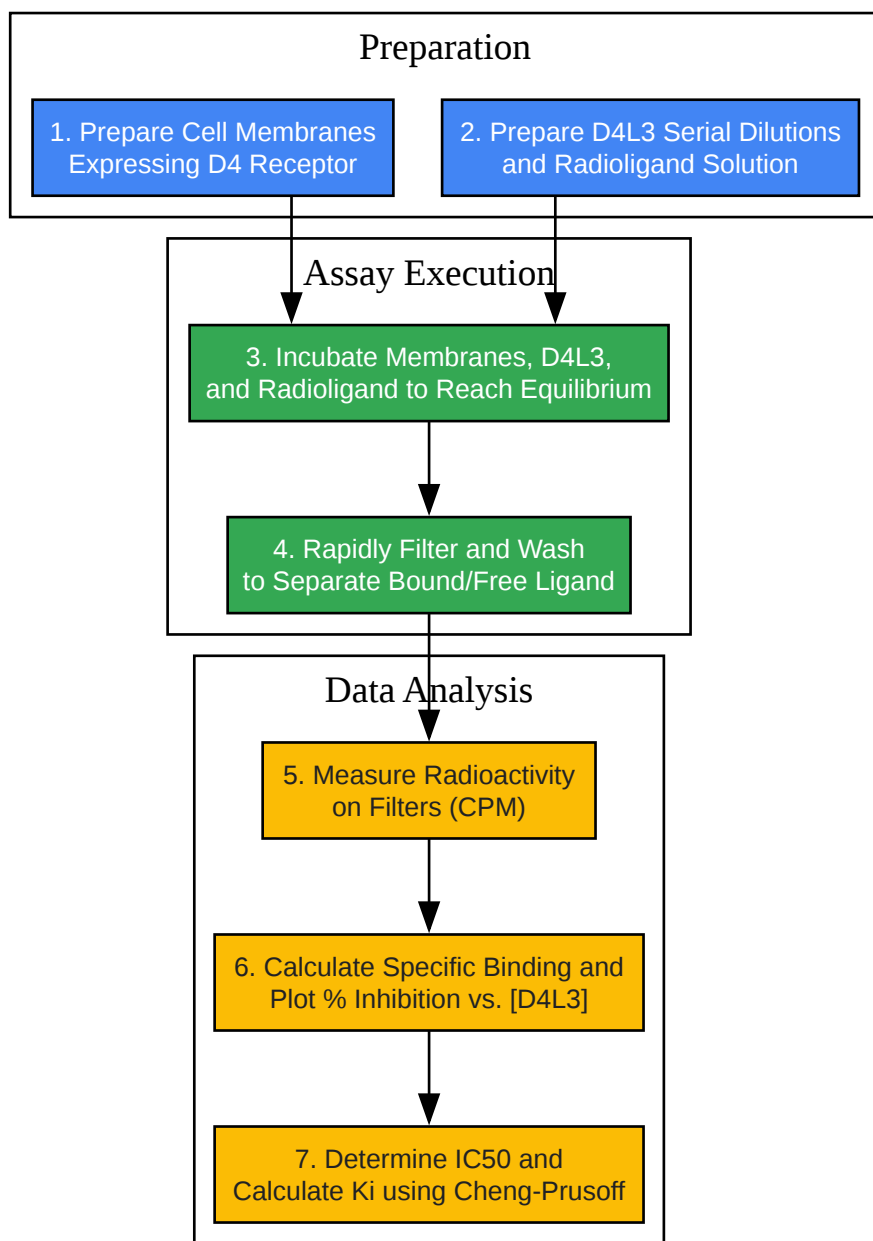 Preparation
1. Prepare Cell Membranes
Expressing D4 Receptor
2. Prepare D4L3 Serial Dilutions
and Radioligand Solution
Assay Execution
3. Incubate Membranes, D4L3,
and Radioligand to Reach Equilibrium
4. Rapidly Filter and Wash
to Separate Bound/Free Ligand
Data Analysis
5. Measure Radioactivity
on Filters (CPM)
6. Calculate Specific Binding and
Plot % Inhibition vs. [D4L3]
7. Determine IC50 and
Calculate Ki using Cheng-Prusoff